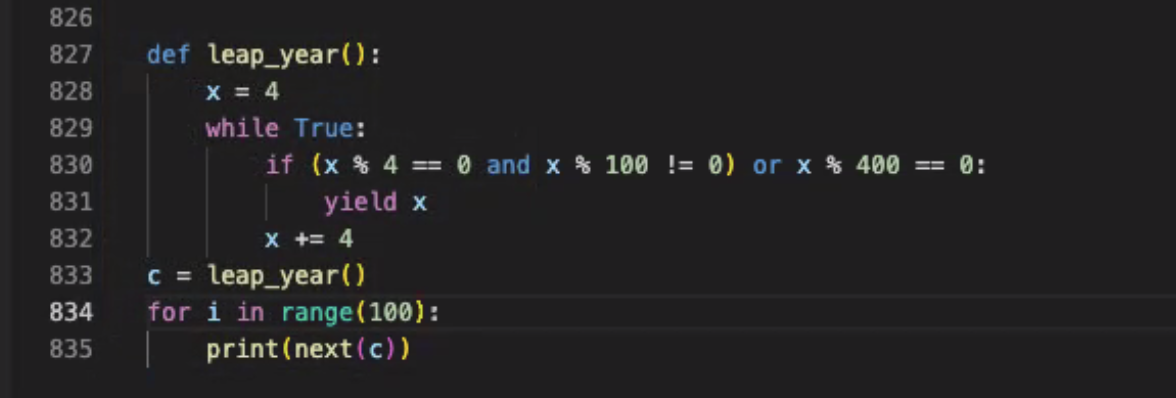 826
827 def leap_year():
828     x = 4
829     while True:
830         if (x % 4 == 0 and x % 100 != 0) or x % 400 == 0:
831             yield x
832         x += 4
833 c = leap_year()
834 for i in range(100):
835     print(next(c))